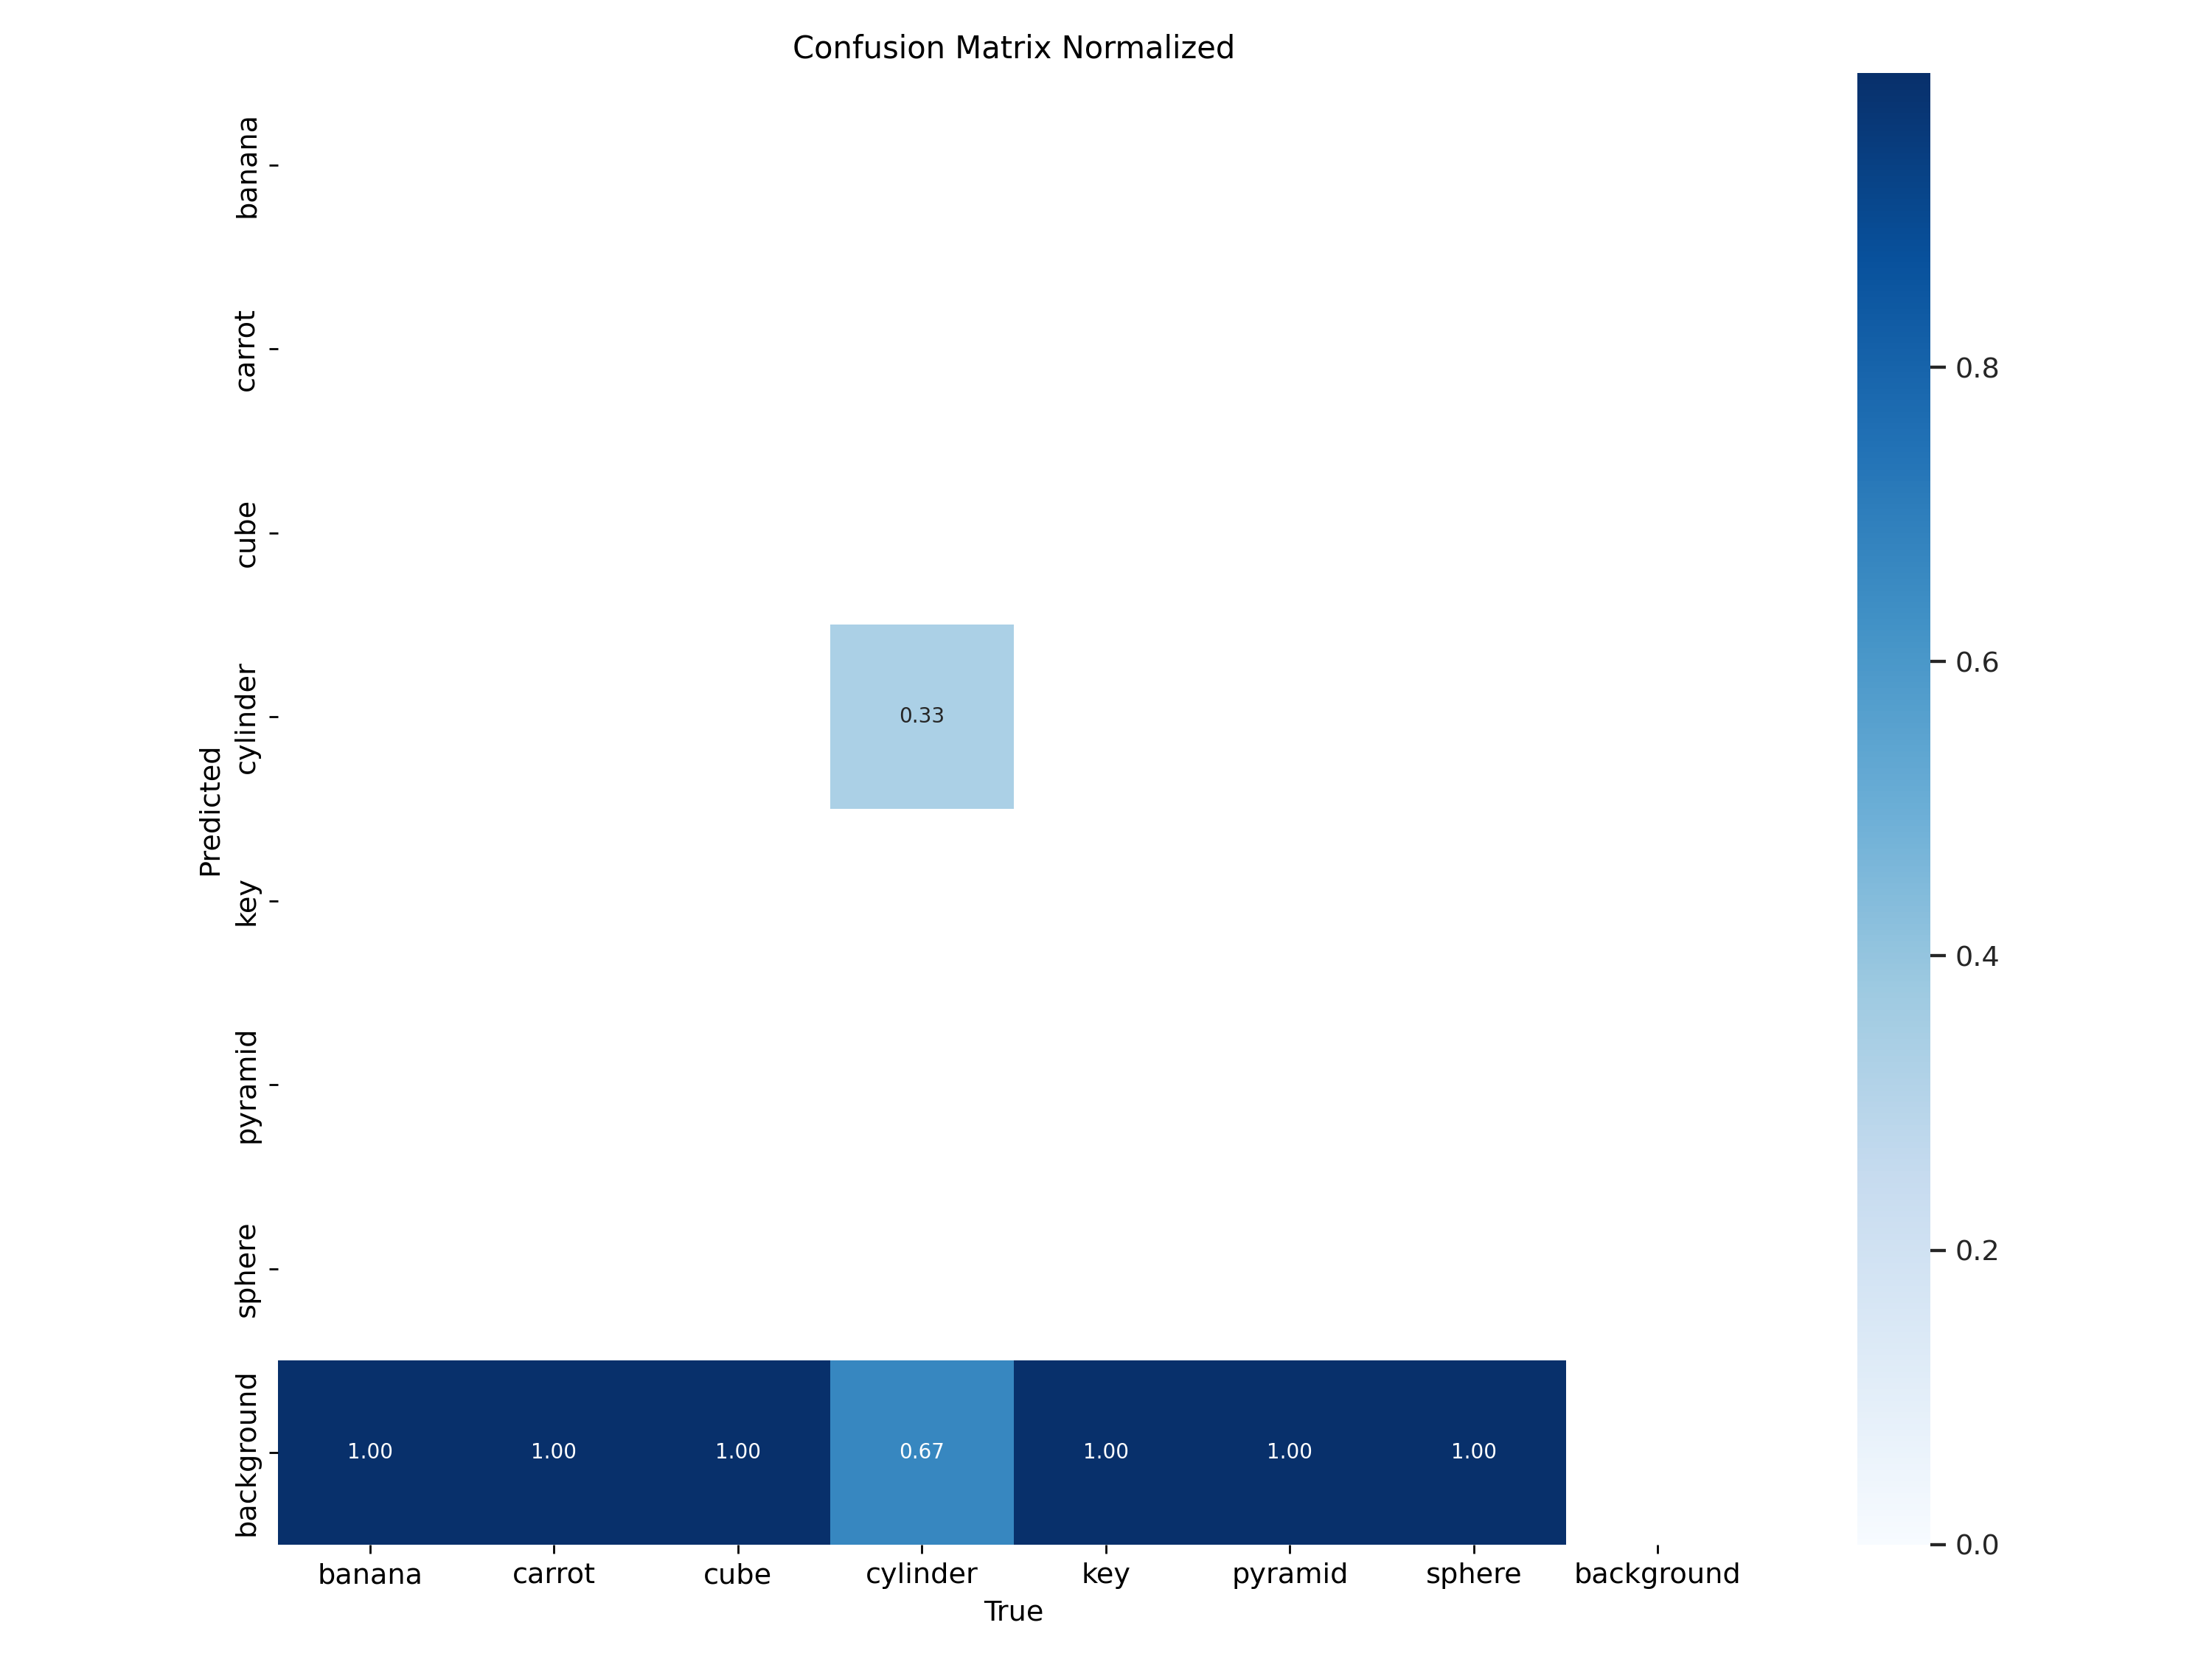 Confusion Matrix Normalized
Predicted
banana
carrot
cube
cylinder
key
pyramid
sphere
background
0.33
1.00 1.00 1.00 0.67 1.00 1.00 1.00
banana carrot cube cylinder key pyramid sphere background
True
0.8
0.6
0.4
0.2
0.0